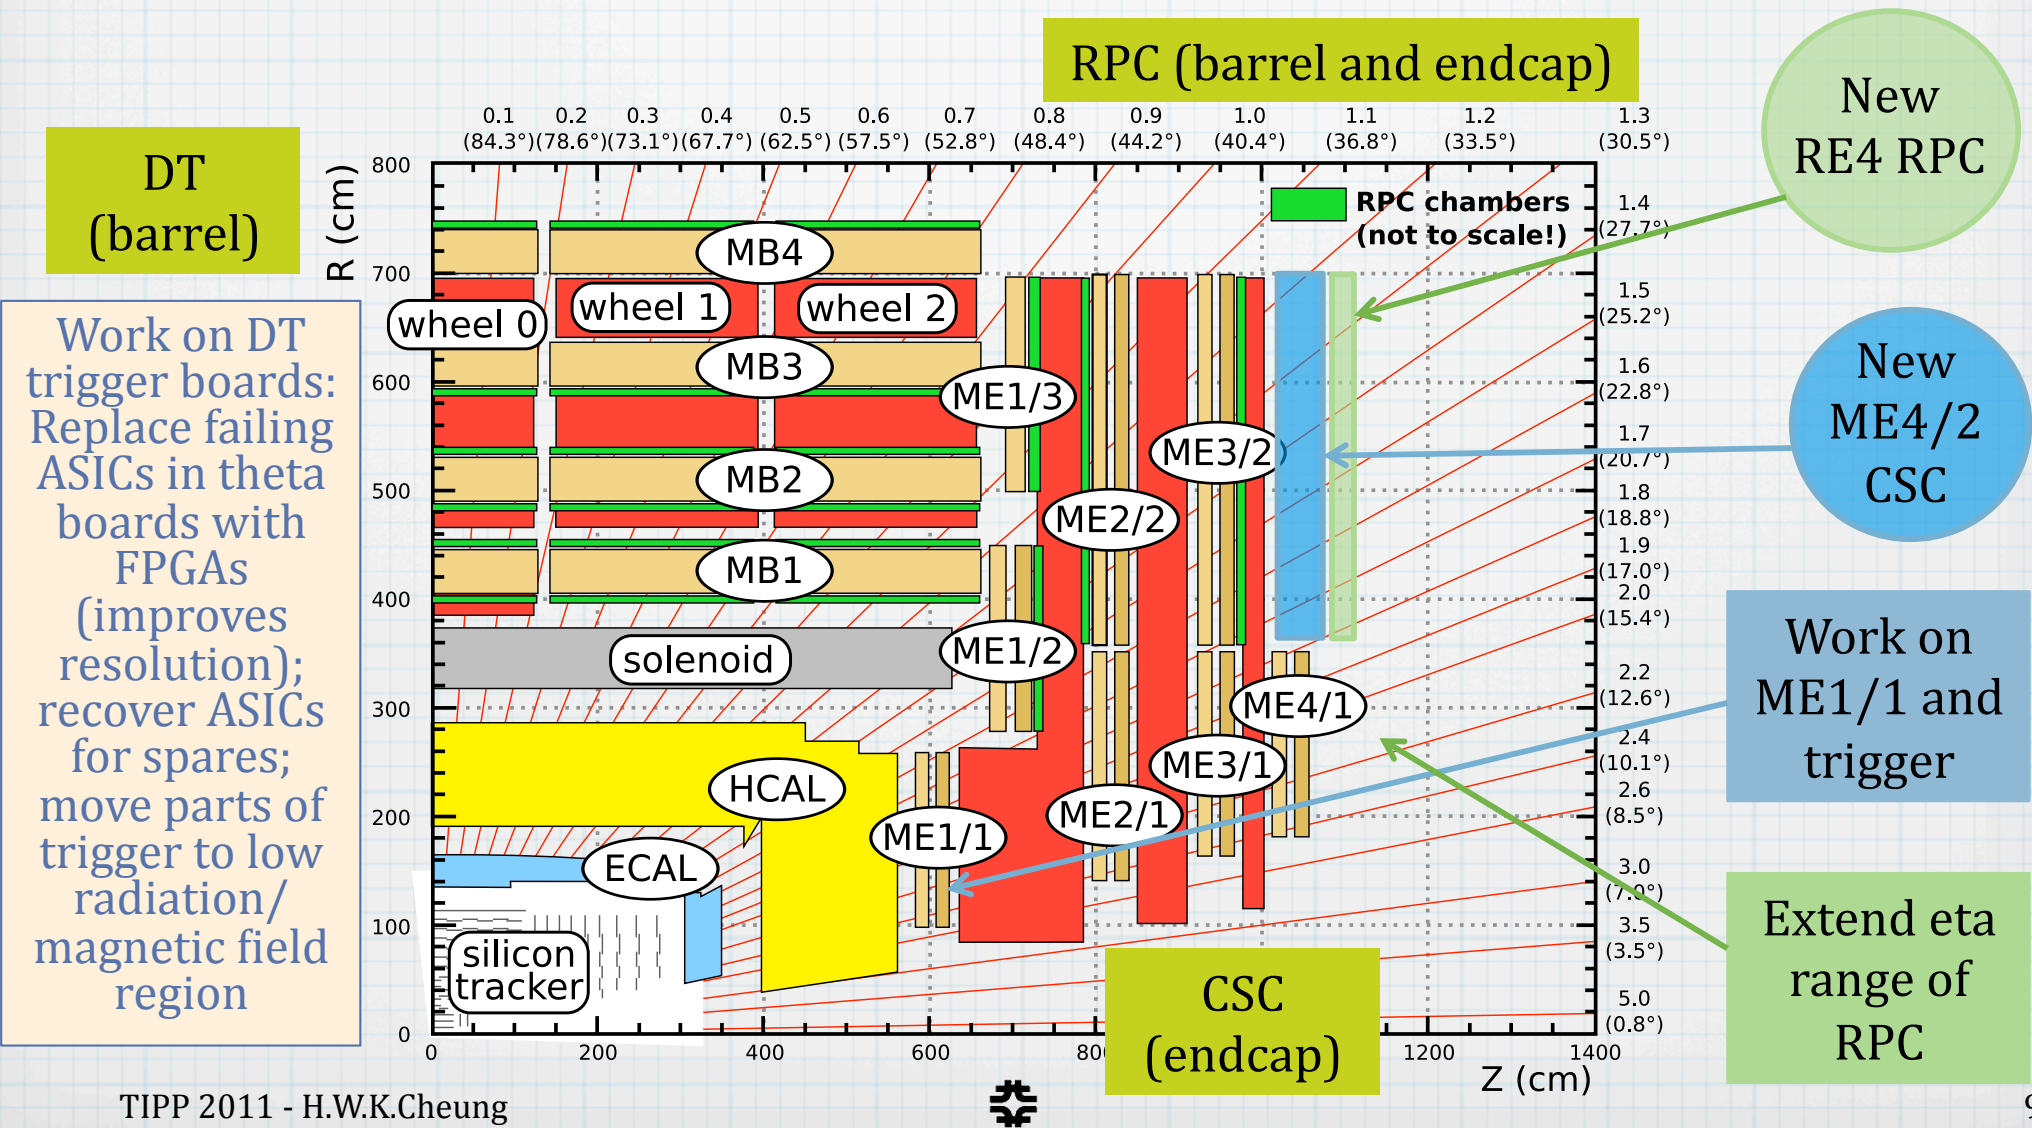 RPC (barrel and endcap)
New
RE4 RPC
DT
(barrel)
0.1 0.2 0.3 0.4 0.5 0.6 0.7 0.8 0.9 1.0 1.1 1.2 1.3
(84.3°) (78.6°) (73.1°) (67.7°) (62.5°) (57.5°) (52.8°) (48.4°) (44.2°) (40.4°) (36.8°) (33.5°) (30.5°)
R (cm)
800
700
600
500
400
300
200
100
0
RPC chambers
(not to scale!)
MB4
wheel 0
wheel 1
wheel 2
MB3
MB2
MB1
solenoid
HCAL
ECAL
silicon
tracker
ME1/3
ME1/2
ME1/1
ME2/2
ME2/1
ME3/2
ME3/1
ME4/1
1.4
(27.7°)
1.5
(25.2°)
1.6
(22.8°)
1.7
(20.7°)
1.8
(18.8°)
1.9
(17.0°)
2.0
(15.4°)
2.2
(12.6°)
2.4
(10.1°)
2.6
(8.5°)
3.0
(7.0°)
3.5
(3.5°)
5.0
(0.8°)
0 200 400 600 800 1200 1400
Z (cm)
Work on DT
trigger boards:
Replace failing
ASICs in theta
boards with
FPGAs
(improves
resolution);
recover ASICs
for spares;
move parts of
trigger to low
radiation/
magnetic field
region
New
ME4/2
CSC
Work on
ME1/1 and
trigger
Extend eta
range of
RPC
CSC
(endcap)
TIPP 2011 - H.W.K.Cheung